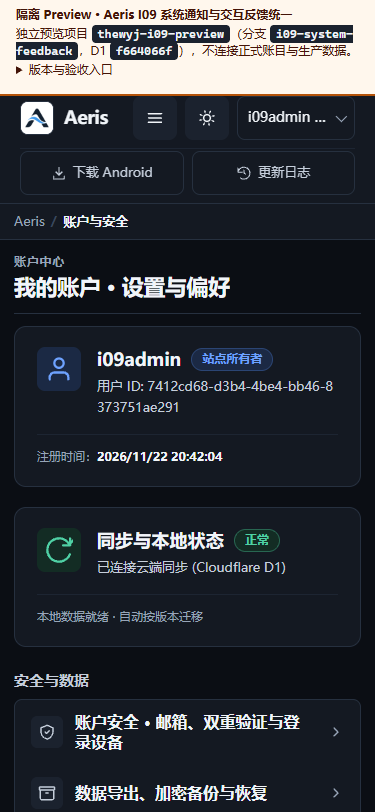 隔离 Preview · Aeris I09 系统通知与交互反馈统一
独立预览项目 thewyj-i09-preview（分支 i09-system-
feedback，D1 f664066f），不连接正式账目与生产数据。
▶ 版本与验收入口
Aeris
i09admin ...
下载 Android
更新日志
Aeris / 账户与安全
账户中心
我的账户 · 设置与偏好
i09admin 站点所有者
用户 ID: 7412cd68-d3b4-4be4-bb46-8
373751ae291
注册时间: 2026/11/22 20:42:04
同步与本地状态 正常
已连接云端同步 (Cloudflare D1)
本地数据就绪 · 自动按版本迁移
安全与数据
账户安全 · 邮箱、双重验证与登
录设备
数据导出、加密备份与恢复